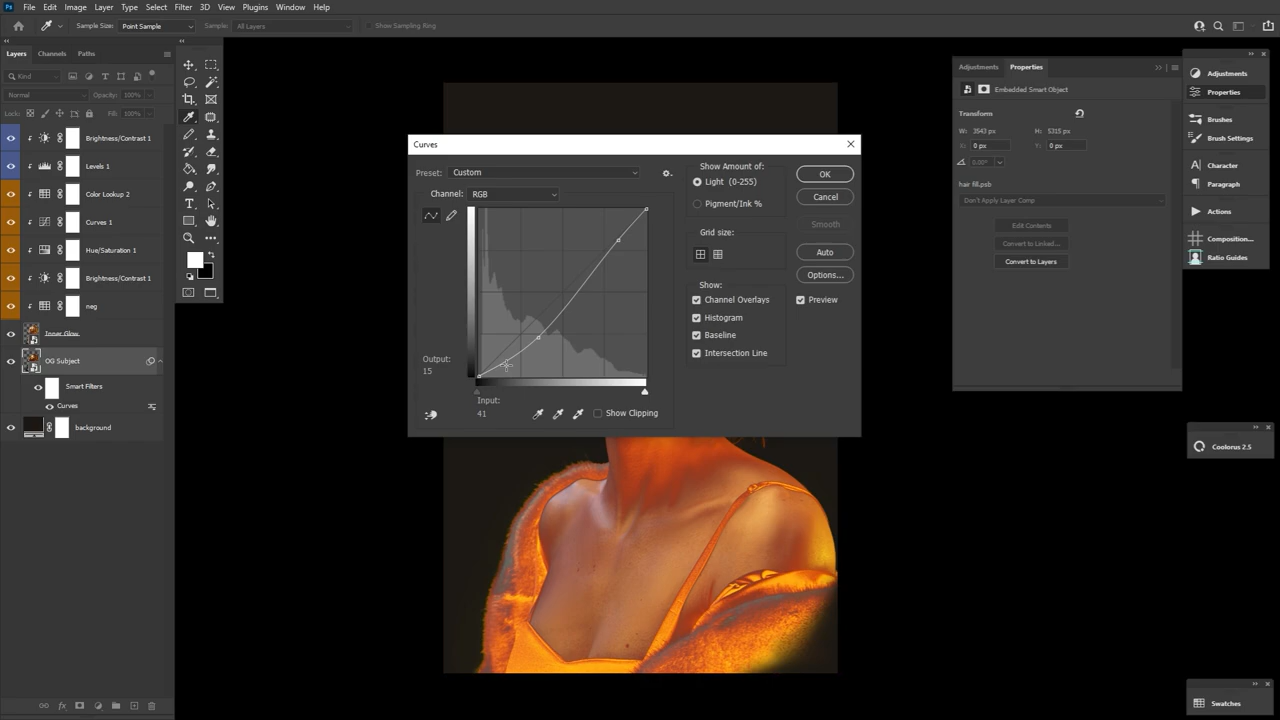 Ps File Edit Image Layer Type Select Filter 3D View Plugins Window Help
Sample Size: Point Sample Sample: All Layers Show Sampling Ring
Layers Channels Paths
Kind
Normal Opacity: 100%
Lock: Fill: 100%
Brightness/Contrast 1
Levels 1
Color Lookup 2
Curves 1
Hue/Saturation 1
Brightness/Contrast 1
neg
Inner Glow
OG Subject
Smart Filters
Curves
background
Curves
Preset: Custom
Channel: RGB
Output:
15
Input:
41
Show Clipping
Show Amount of:
Light (0-255)
Pigment/Ink %
Grid size:
Show:
Channel Overlays
Histogram
Baseline
Intersection Line
OK
Cancel
Smooth
Auto
Options...
Preview
Adjustments Properties
Embedded Smart Object
Transform
W: 3543 px H: 5315 px
X: 0 px Y: 0 px
0.00°
hair fill.psb
Don't Apply Layer Comp
Edit Contents
Convert to Linked...
Convert to Layers
Adjustments
Properties
Brushes
Brush Settings
Character
Paragraph
Actions
Composition...
Ratio Guides
Coolorus 2.5
Swatches